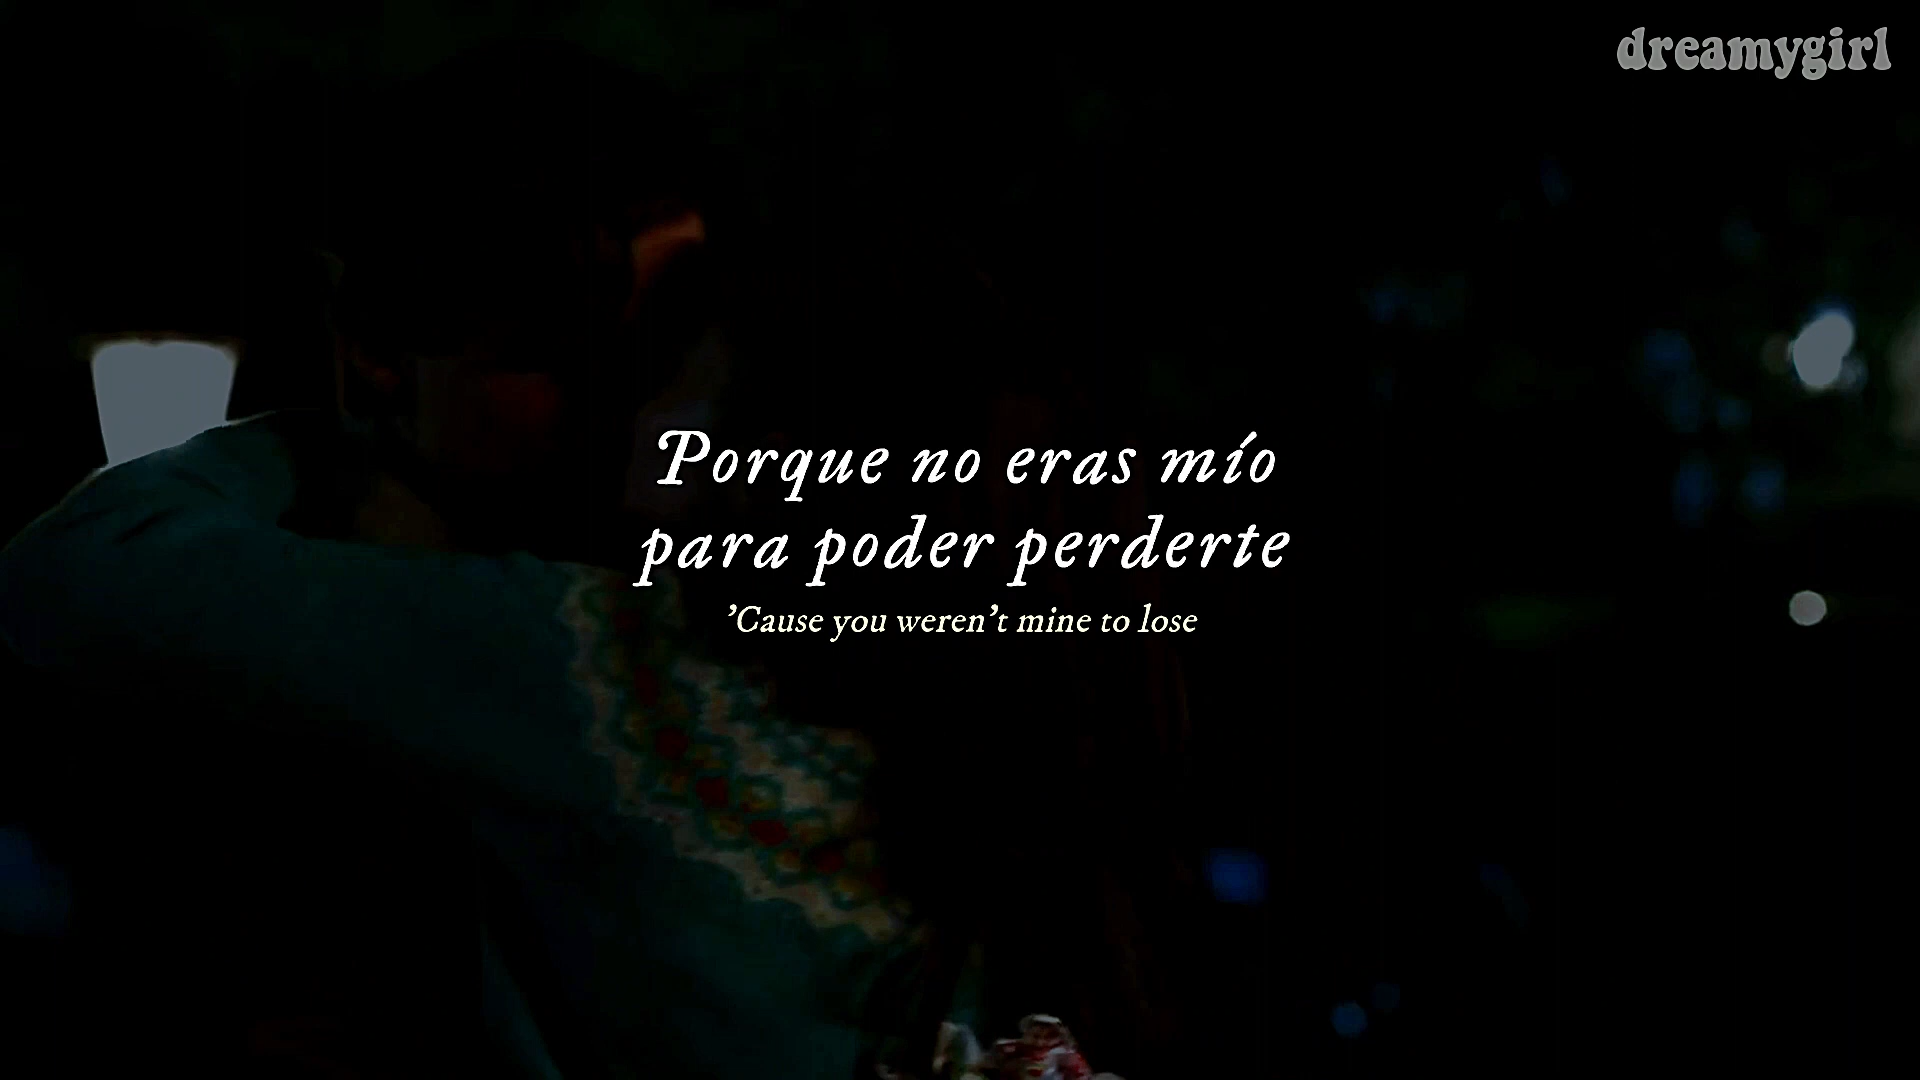 dreamygirl
Porque no eras mío
para poder perderte
’Cause you weren’t mine to lose